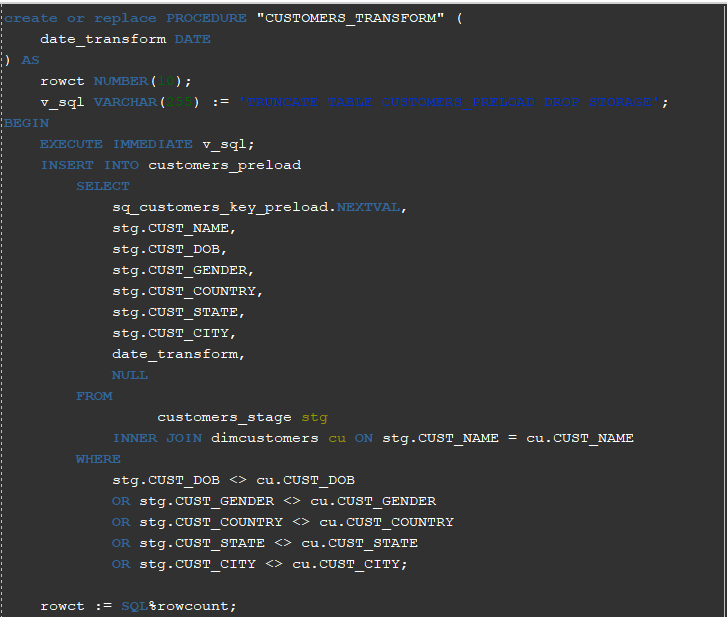 create or replace PROCEDURE "CUSTOMERS_TRANSFORM" (
date_transform DATE
) AS
rowct NUMBER(10);
v_sql VARCHAR(255) := 'TRUNCATE TABLE CUSTOMERS_PRELOAD DROP STORAGE';
BEGIN
EXECUTE IMMEDIATE v_sql;
INSERT INTO customers_preload
SELECT
sq_customers_key_preload.NEXTVAL,
stg.CUST_NAME,
stg.CUST_DOB,
stg.CUST_GENDER,
stg.CUST_COUNTRY,
stg.CUST_STATE,
stg.CUST_CITY,
date_transform,
NULL
FROM
customers_stage stg
INNER JOIN dimcustomers cu ON stg.CUST_NAME = cu.CUST_NAME
WHERE
stg.CUST_DOB <> cu.CUST_DOB
OR stg.CUST_GENDER <> cu.CUST_GENDER
OR stg.CUST_COUNTRY <> cu.CUST_COUNTRY
OR stg.CUST_STATE <> cu.CUST_STATE
OR stg.CUST_CITY <> cu.CUST_CITY;
rowct := SQL%rowcount;